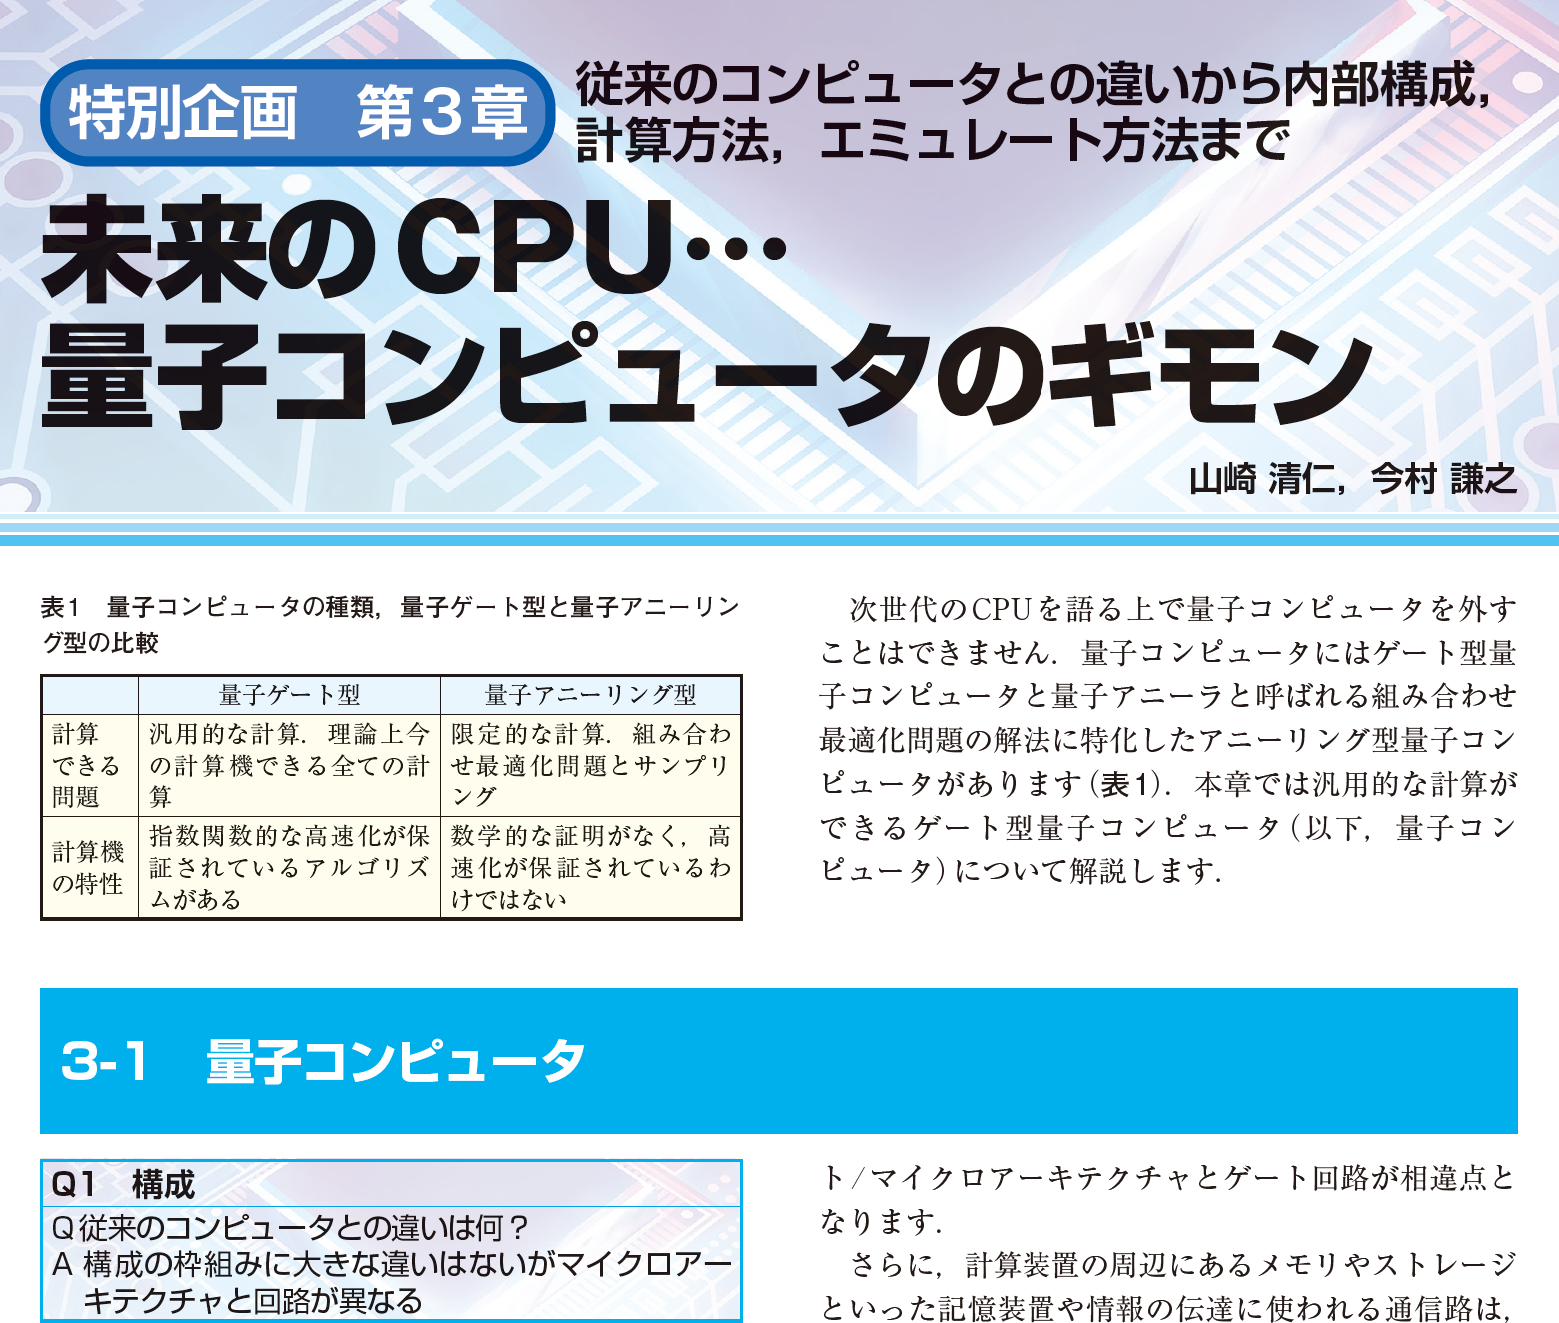 特別企画　第3章
従来のコンピュータとの違いから内部構成，
計算方法，エミュレート方法まで
未来のCPU…
量子コンピュータのギモン
山崎 清仁，今村 謙之
表1　量子コンピュータの種類，量子ゲート型と量子アニーリン
グ型の比較
量子ゲート型
量子アニーリング型
計算
できる
問題
汎用的な計算．理論上今
の計算機できる全ての計
算
限定的な計算．組み合わ
せ最適化問題とサンプリ
ング
計算機
の特性
指数関数的な高速化が保
証されているアルゴリズ
ムがある
数学的な証明がなく，高
速化が保証されているわ
けではない
次世代のCPUを語る上で量子コンピュータを外す
ことはできません．量子コンピュータにはゲート型量
子コンピュータと量子アニーラと呼ばれる組み合わせ
最適化問題の解法に特化したアニーリング型量子コン
ピュータがあります（表1）．本章では汎用的な計算が
できるゲート型量子コンピュータ（以下，量子コン
ピュータ）について解説します．
3-1　量子コンピュータ
Q1　構成
Q 従来のコンピュータとの違いは何？
A 構成の枠組みに大きな違いはないがマイクロアー
キテクチャと回路が異なる
ト/マイクロアーキテクチャとゲート回路が相違点と
なります．
さらに，計算装置の周辺にあるメモリやストレージ
といった記憶装置や情報の伝達に使われる通信路は，